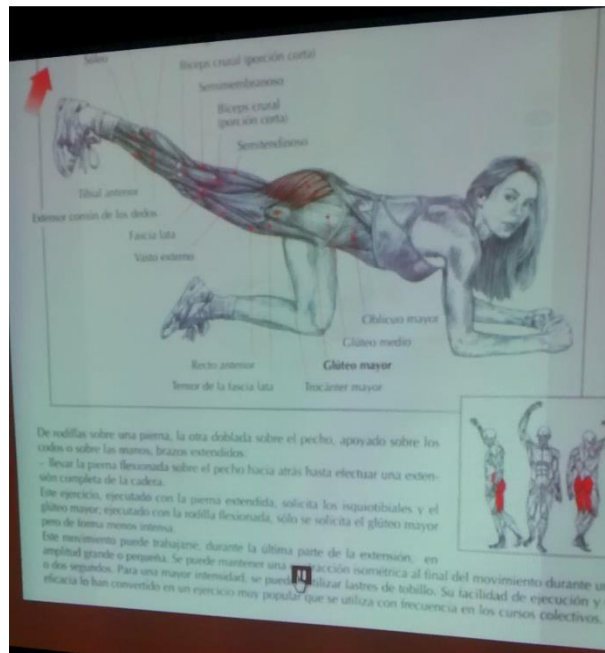 Sóleo
Bíceps crural (porción corta)
Semimembranoso
Bíceps crural
(porción corta)
Semitendinoso
Tibial anterior
Extensor común de los dedos
Fascia lata
Vasto externo
Oblicuo mayor
Glúteo medio
Recto anterior
Glúteo mayor
Tensor de la fascia lata
Trocánter mayor
De rodillas sobre una pierna, la otra doblada sobre el pecho, apoyado sobre los
codos o sobre las manos, brazos extendidos.
- llevar la pierna flexionada sobre el pecho hacia atrás hasta efectuar una exten-
sión completa de la cadera.
Este ejercicio, ejecutado con la pierna extendida, solicita los isquiotibiales y el
glúteo mayor; ejecutado con la rodilla flexionada, sólo se solicita el glúteo mayor
pero de forma menos intensa.
Este movimiento puede trabajarse, durante la última parte de la extensión, en
amplitud grande o pequeña. Se puede mantener una isométrica al final del movimiento durante
o dos segundos. Para una mayor intensidad, se utilizar lastres de tobillo. Su facilidad de ejecución y
eficacia lo han convertido en un ejercicio muy popular que se utiliza con frecuencia en los cursos colectivos.